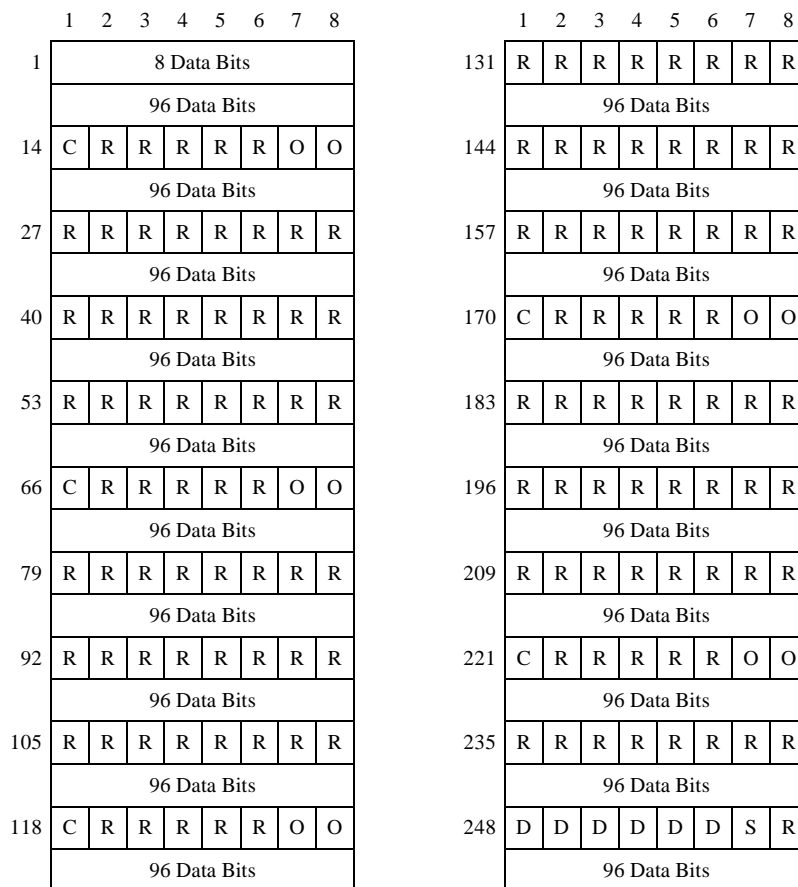 1 2 3 4 5 6 7 8
1 8 Data Bits
96 Data Bits
14 C R R R R R O O
96 Data Bits
27 R R R R R R R R
96 Data Bits
40 R R R R R R R R
96 Data Bits
53 R R R R R R R R
96 Data Bits
66 C R R R R R O O
96 Data Bits
79 R R R R R R R R
96 Data Bits
92 R R R R R R R R
96 Data Bits
105 R R R R R R R R
96 Data Bits
118 C R R R R R O O
96 Data Bits
1 2 3 4 5 6 7 8
131 R R R R R R R R
96 Data Bits
144 R R R R R R R R
96 Data Bits
157 R R R R R R R R
96 Data Bits
170 C R R R R R O O
96 Data Bits
183 R R R R R R R R
96 Data Bits
196 R R R R R R R R
96 Data Bits
209 R R R R R R R R
96 Data Bits
221 C R R R R R O O
96 Data Bits
235 R R R R R R R R
96 Data Bits
248 D D D D D D S R
96 Data Bits